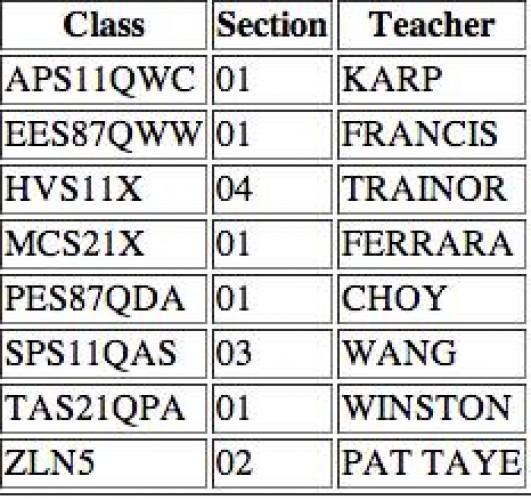 Class Section Teacher
APS11QWC 01 KARP
EES87QWW 01 FRANCIS
HVS11X 04 TRAINOR
MCS21X 01 FERRARA
PES87QDA 01 CHOY
SPS11QAS 03 WANG
TAS21QPA 01 WINSTON
ZLN5 02 PAT TAYE